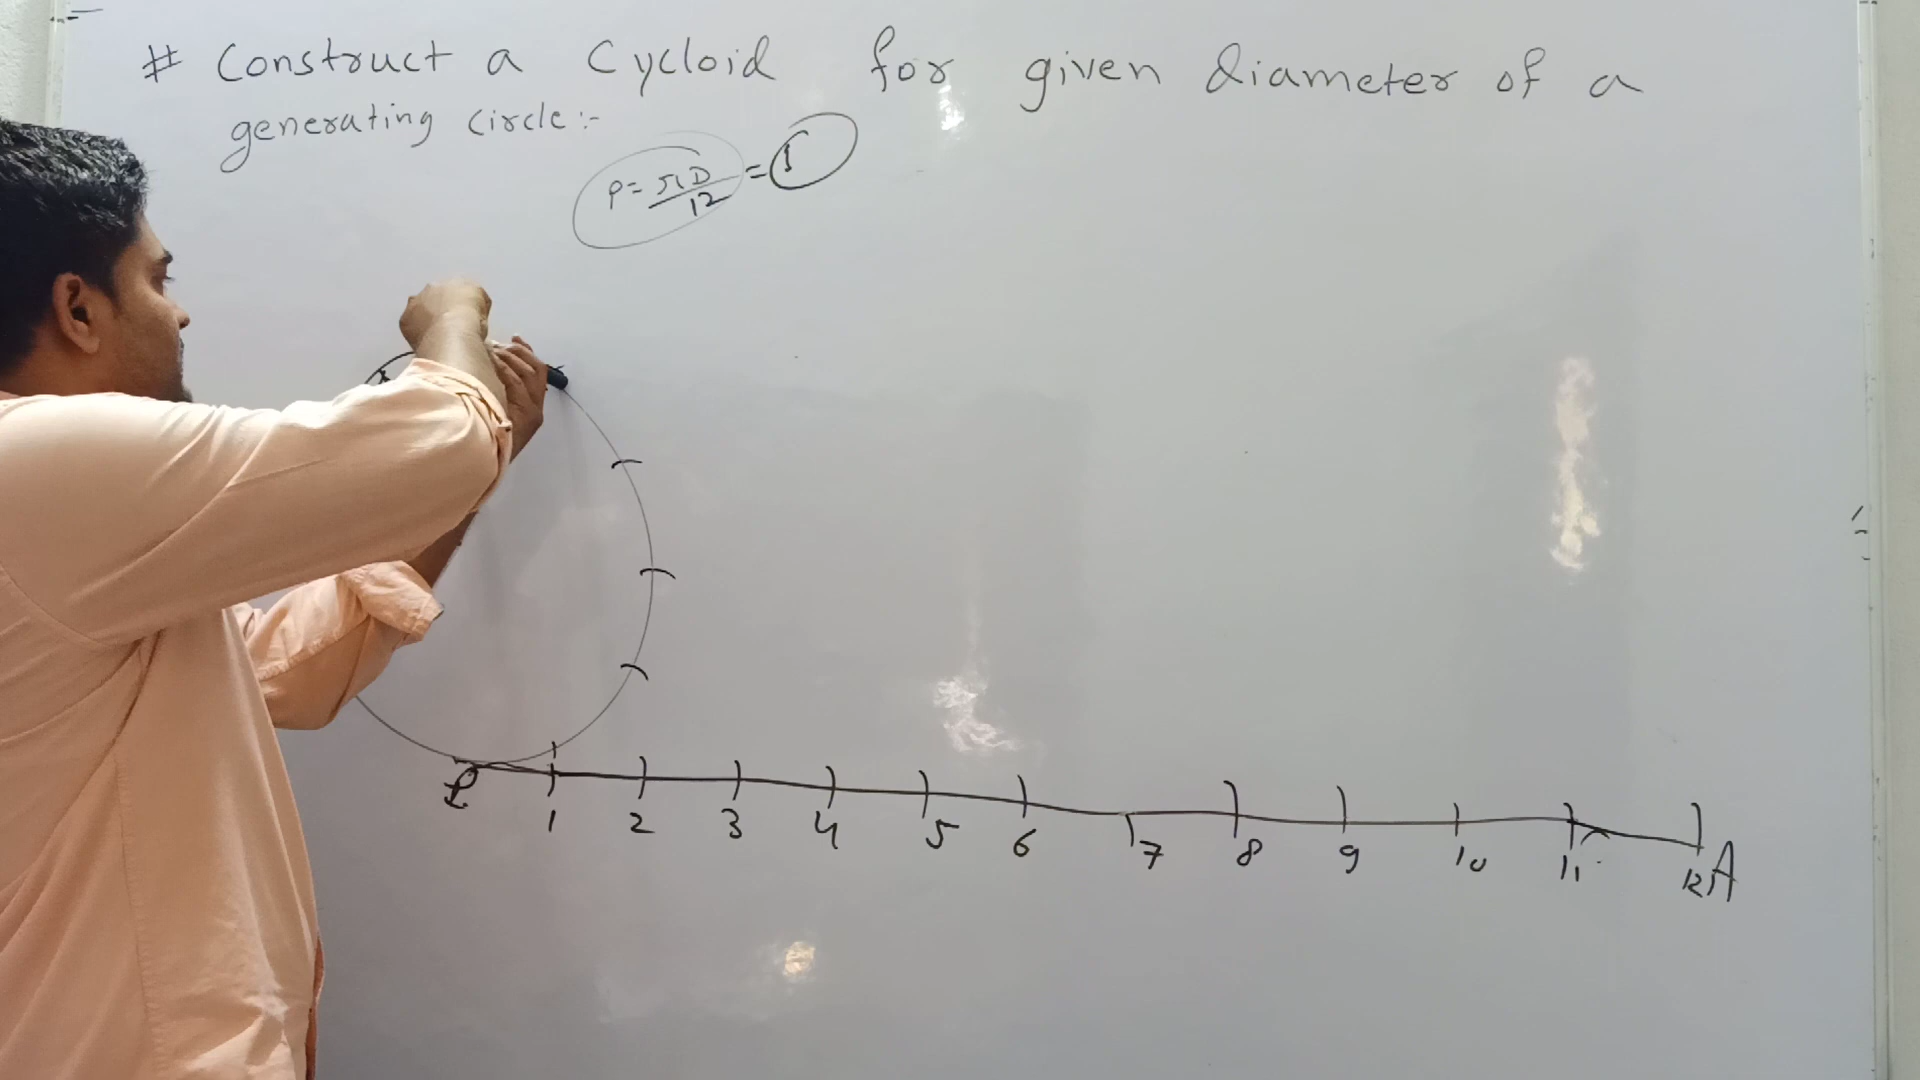 # Construct a Cycloid for given diameter of a
generating circle:-
P = πD/12 =
P 1 2 3 4 5 6 7 8 9 10 11 12 A